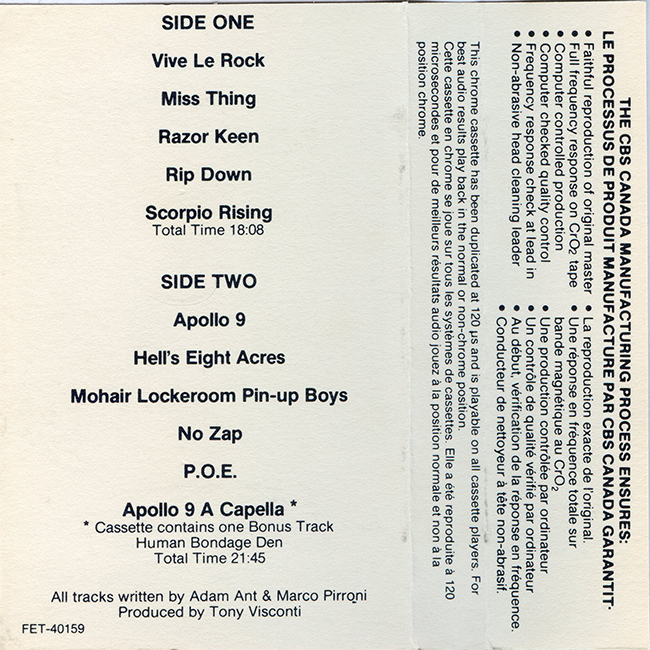 SIDE ONE
Vive Le Rock
Miss Thing
Razor Keen
Rip Down
Scorpio Rising
Total Time 18:08
SIDE TWO
Apollo 9
Hell's Eight Acres
Mohair Lockeroom Pin-up Boys
No Zap
P.O.E.
Apollo 9 A Capella *
* Cassette contains one Bonus Track
Human Bondage Den
Total Time 21:45
All tracks written by Adam Ant & Marco Pirroni
Produced by Tony Visconti
FET-40159
THE CBS CANADA MANUFACTURING PROCESS ENSURES:
LE PROCESSUS DE PRODUIT MANUFACTURE PAR CBS CANADA GARANTIT·
• Faithful reproduction of original master
• Full frequency response on CrO2 tape
• Computer controlled production
• Computer checked quality control
• Frequency response check at lead in
• Non-abrasive head cleaning leader
• La reproduction exacte de l'original.
• Une réponse en fréquence totale sur
bande magnétique au CrO2
• Une production contrôlée par ordinateur
• Un contrôle de qualité vérifié par ordinateur
• Au début, vérification de la réponse en fréquence.
• Conducteur de nettoyeur à tête non-abrasif.
This chrome cassette has been duplicated at 120 µs and is playable on all cassette players. For
best audio results play back in the normal or non-chrome position.
Cette cassette en chrome se joue sur tous les systèmes de cassettes. Elle a été reproduite à 120
microsecondes et pour de meilleurs résultats audio jouez à la position normale et non à la
position chrome.